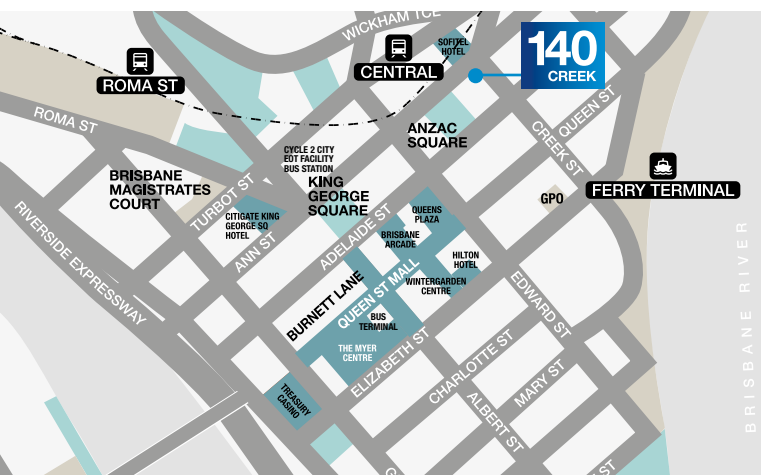 WICKHAM TCE
SOFITEL
HOTEL
140
CREEK
CENTRAL
ROMA ST
ROMA ST
ANZAC
SQUARE
CREEK ST
QUEEN ST
CYCLE 2 CITY
EOT FACILITY
BUS STATION
BRISBANE
MAGISTRATES
COURT
TURBOT ST
KING
GEORGE
SQUARE
FERRY TERMINAL
GPO
CITIGATE KING
GEORGE SQ
HOTEL
ANN ST
ADELAIDE ST
QUEENS
PLAZA
BRISBANE
ARCADE
HILTON
HOTEL
WINTERGARDEN
CENTRE
RIVERSIDE EXPRESSWAY
BURNETT LANE
QUEEN ST MALL
BUS
TERMINAL
EDWARD ST
BRISBANE RIVER
THE MYER
CENTRE
ELIZABETH ST
CHARLOTTE ST
MARY ST
ALBERT ST
TREASURY
CASINO
G
ST